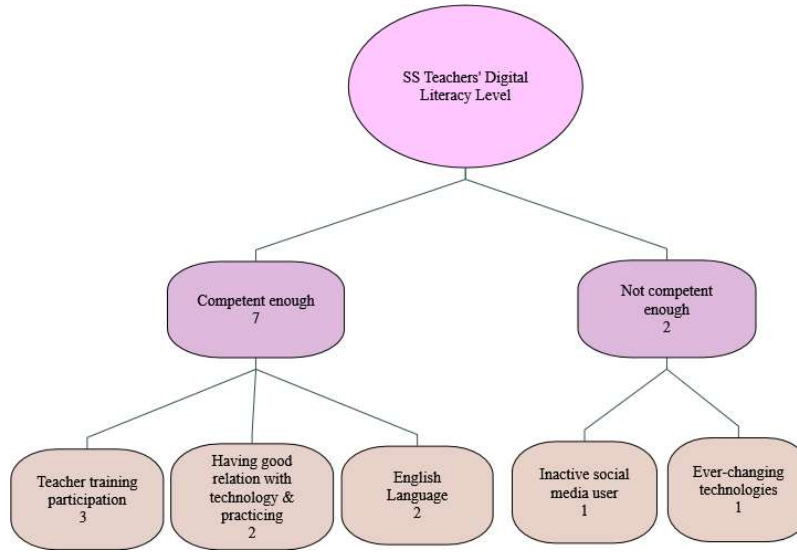 SS Teachers' Digital
Literacy Level
Competent enough
7
Not competent
enough
2
Teacher training
participation
3
Having good
relation with
technology &
practicing
2
English
Language
2
Inactive social
media user
1
Ever-changing
technologies
1